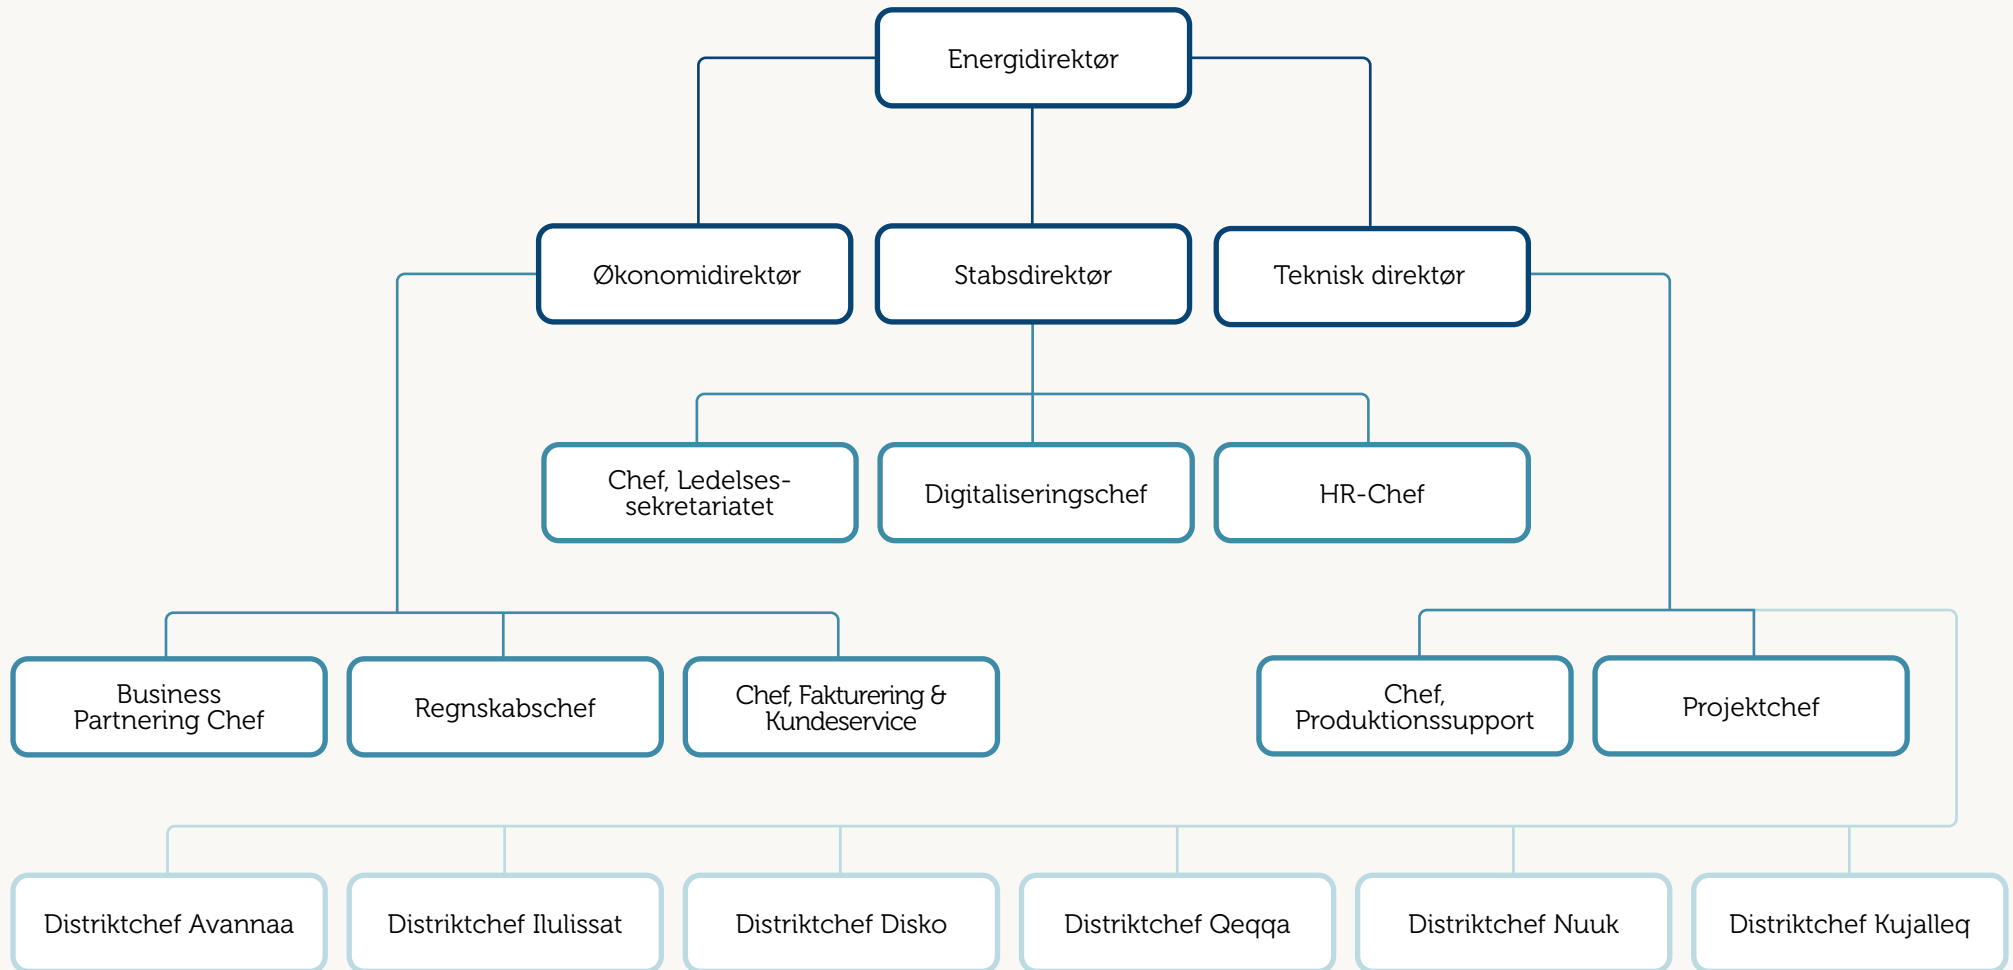 Energidirektør
Økonomidirektør
Stabsdirektør
Teknisk direktør
Chef, Ledelses-
sekretariatet
Digitaliseringschef
HR-Chef
Business
Partnering Chef
Regnskabschef
Chef, Fakturering &
Kundeservice
Chef,
Produktionssupport
Projektchef
Distriktchef Avannaa
Distriktchef Ilulissat
Distriktchef Disko
Distriktchef Qeqqa
Distriktchef Nuuk
Distriktchef Kujalleq